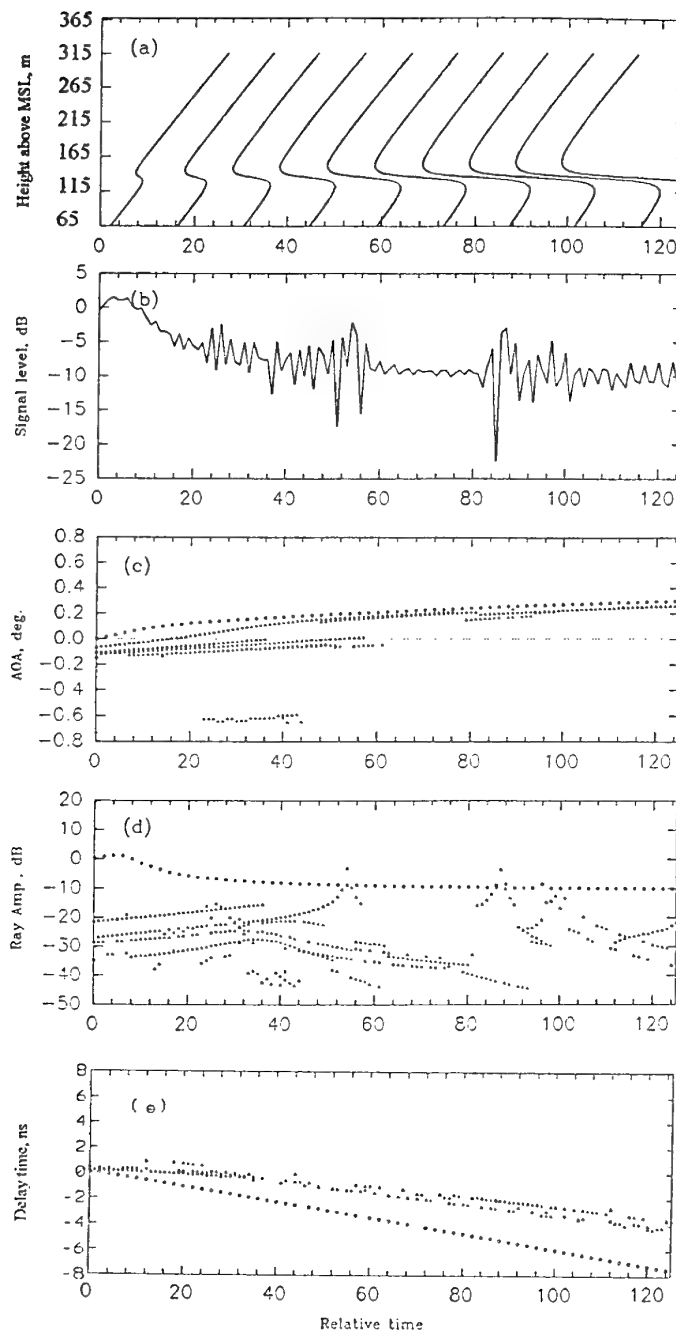 365
315
265
215
165
115
65
Height above MSL, m
(a)
0 20 40 60 80 100 120
5
0
-5
-10
-15
-20
-25
Signal level, dB
(b)
0 20 40 60 80 100 120
0.8
0.6
0.4
0.2
0.0
-0.2
-0.4
-0.6
-0.8
AOA, deg.
(c)
0 20 40 60 80 100 120
20
10
0
-10
-20
-30
-40
-50
Ray Amp. dB
(d)
0 20 40 60 80 100 120
8
6
4
2
0
-2
-4
-6
-8
Delay time, ns
(e)
0 20 40 60 80 100 120
Relative time